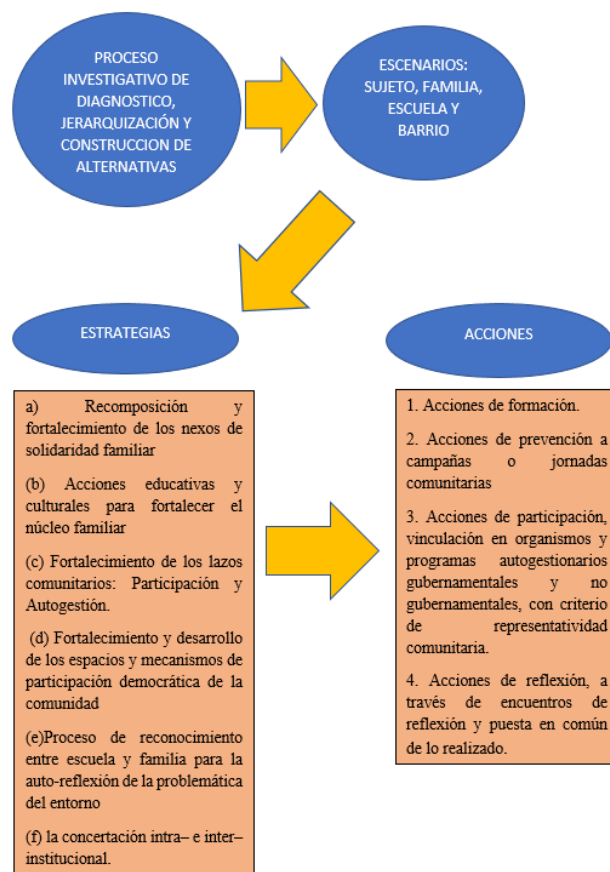 PROCESO
INVESTIGATIVO DE
DIAGNOSTICO,
JERARQUIZACIÓN Y
CONSTRUCCION DE
ALTERNATIVAS
ESCENARIOS:
SUJETO, FAMILIA,
ESCUELA Y
BARRIO
ESTRATEGIAS
a) Recomposición y
fortalecimiento de los nexos de
solidaridad familiar
(b) Acciones educativas y
culturales para fortalecer el
núcleo familiar
(c) Fortalecimiento de los lazos
comunitarios: Participación y
Autogestión.
(d) Fortalecimiento y desarrollo
de los espacios y mecanismos de
participación democrática de la
comunidad
(e)Proceso de reconocimiento
entre escuela y familia para la
auto-reflexión de la problemática
del entorno
(f) la concertación intra– e inter–
institucional.
ACCIONES
1. Acciones de formación.
2. Acciones de prevención a
campañas o jornadas
comunitarias
3. Acciones de participación,
vinculación en organismos y
programas autogestionarios
gubernamentales y no
gubernamentales, con criterio
de representatividad
comunitaria.
4. Acciones de reflexión, a
través de encuentros de
reflexión y puesta en común
de lo realizado.